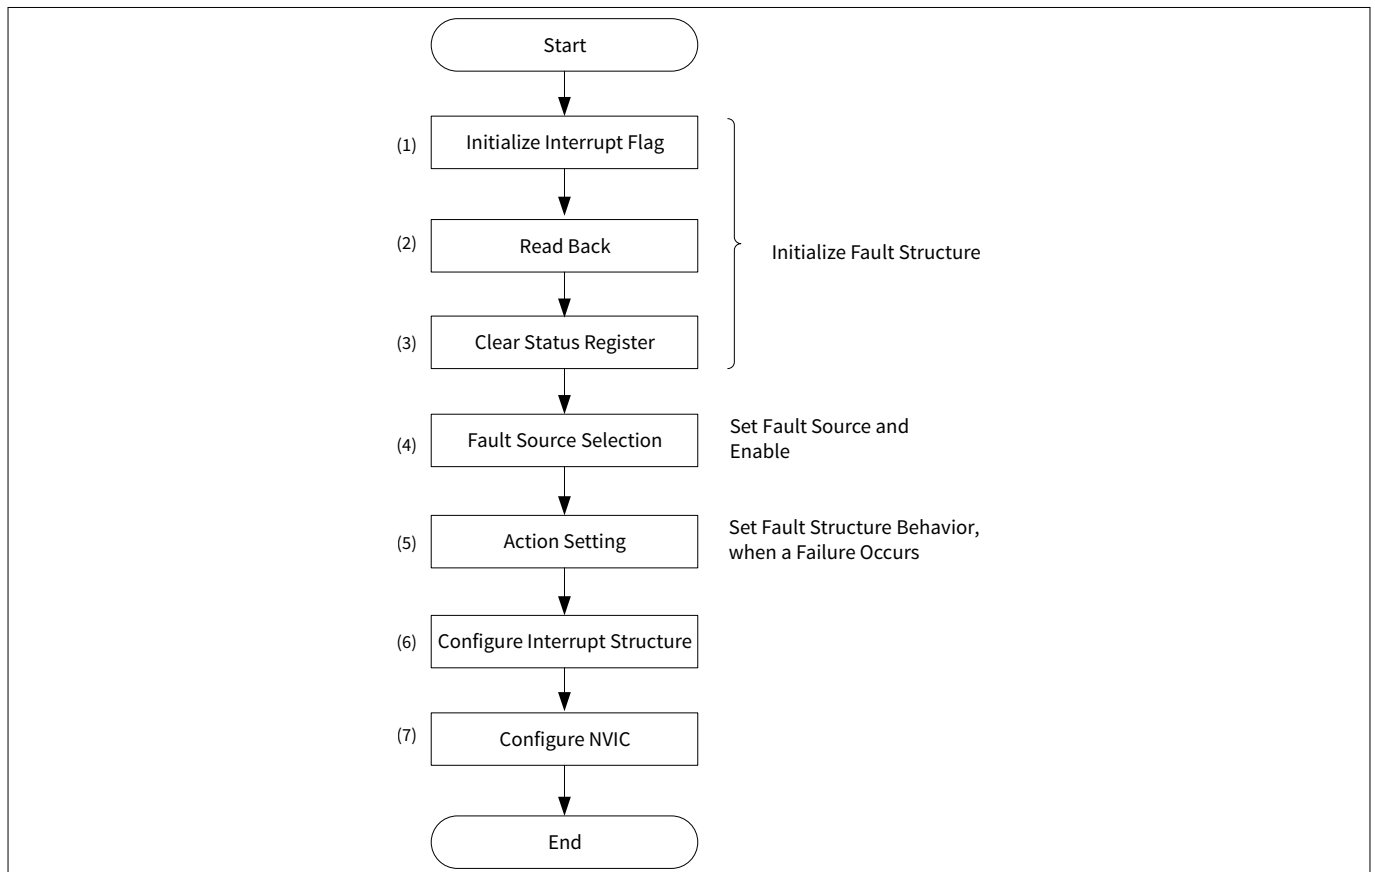 Start
(1)
Initialize Interrupt Flag
(2)
Read Back
Initialize Fault Structure
(3)
Clear Status Register
(4)
Fault Source Selection
Set Fault Source and
Enable
(5)
Action Setting
Set Fault Structure Behavior,
when a Failure Occurs
(6)
Configure Interrupt Structure
(7)
Configure NVIC
End